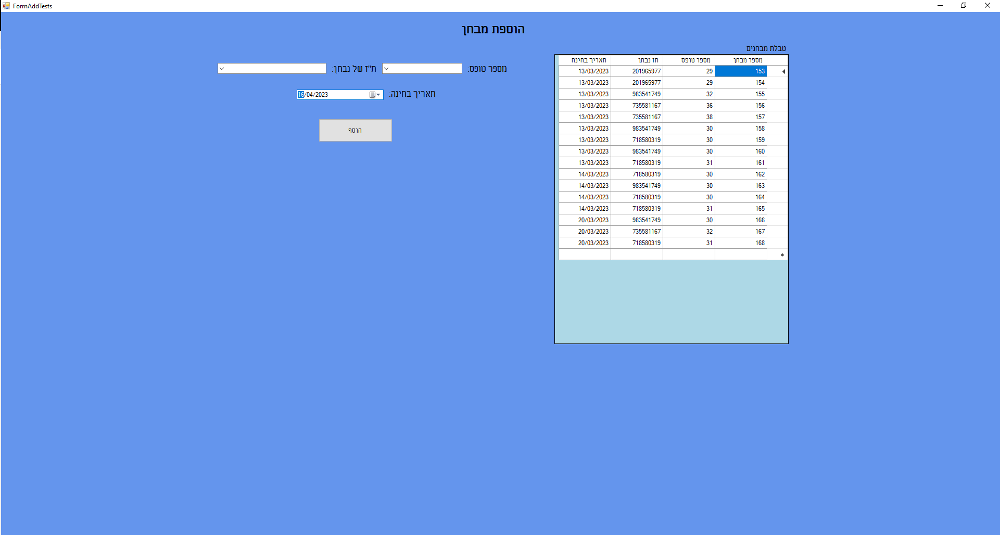 FormAddTests
הוספת מבחן
טבלת מבחנים
מספר מבחן מספר טופס תז נבחן תאריך בחינה
153 29 201965977 13/03/2023
154 29 201965977 13/03/2023
155 32 983541749 13/03/2023
156 36 735581167 13/03/2023
157 38 735581167 13/03/2023
158 30 983541749 13/03/2023
159 30 718580319 13/03/2023
160 30 983541749 13/03/2023
161 31 718580319 13/03/2023
162 30 718580319 14/03/2023
163 30 983541749 14/03/2023
164 30 718580319 14/03/2023
165 31 718580319 14/03/2023
166 30 983541749 20/03/2023
167 32 735581167 20/03/2023
168 31 718580319 20/03/2023
מספר טופס: ת"ז של נבחן:
תאריך בחינה: 16/04/2023
הוסף